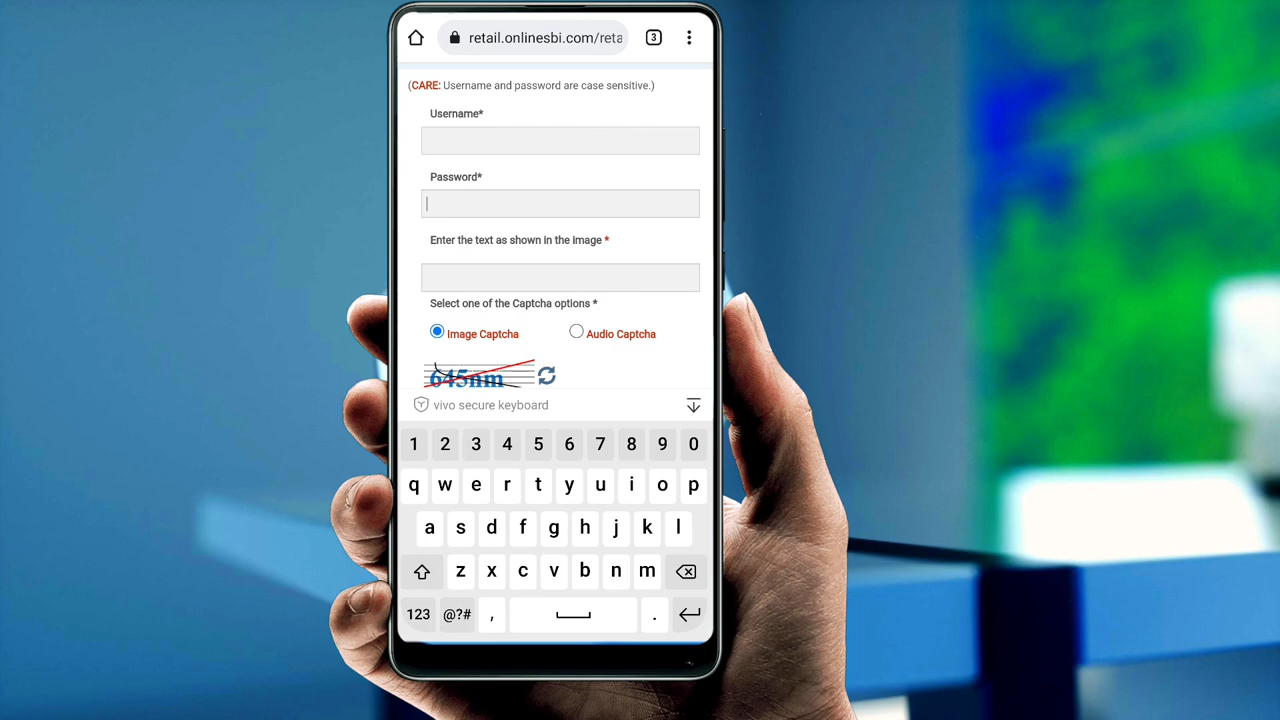 retail.onlinesbi.com/reta
3
(CARE: Username and password are case sensitive.)
Username*
Password*
Enter the text as shown in the image *
Select one of the Captcha options *
Image Captcha Audio Captcha
645nm
vivo secure keyboard
1 2 3 4 5 6 7 8 9 0
q w e r t y u i o p
a s d f g h j k l
z x c v b n m
123 @?# , .